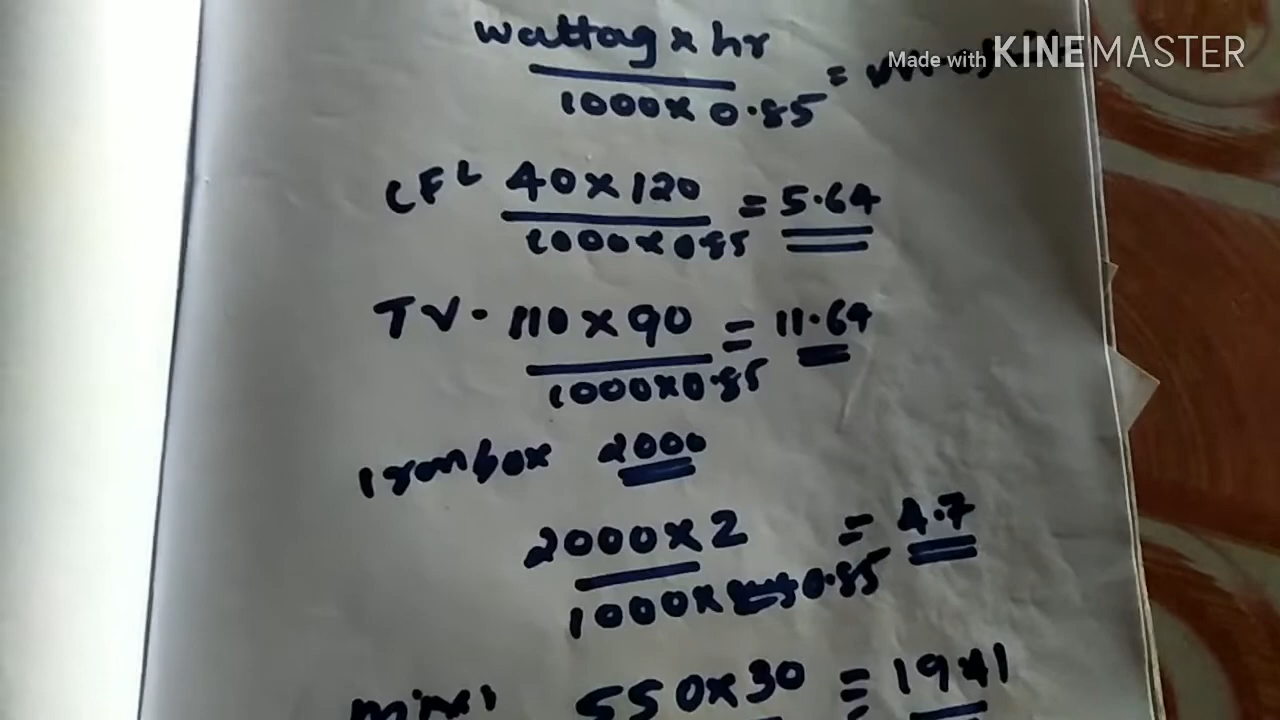 wattag x hr
Made with KINEMASTER
1000 x 0.85 =
CFL 40 x 120 = 5.64
1000 x 0.85
TV. 110 x 90 = 11.64
1000 x 0.85
Ironbox 2000
2000 x 2 = 4.7
1000 x 0.85
mixi 550 x 30 = 19.41